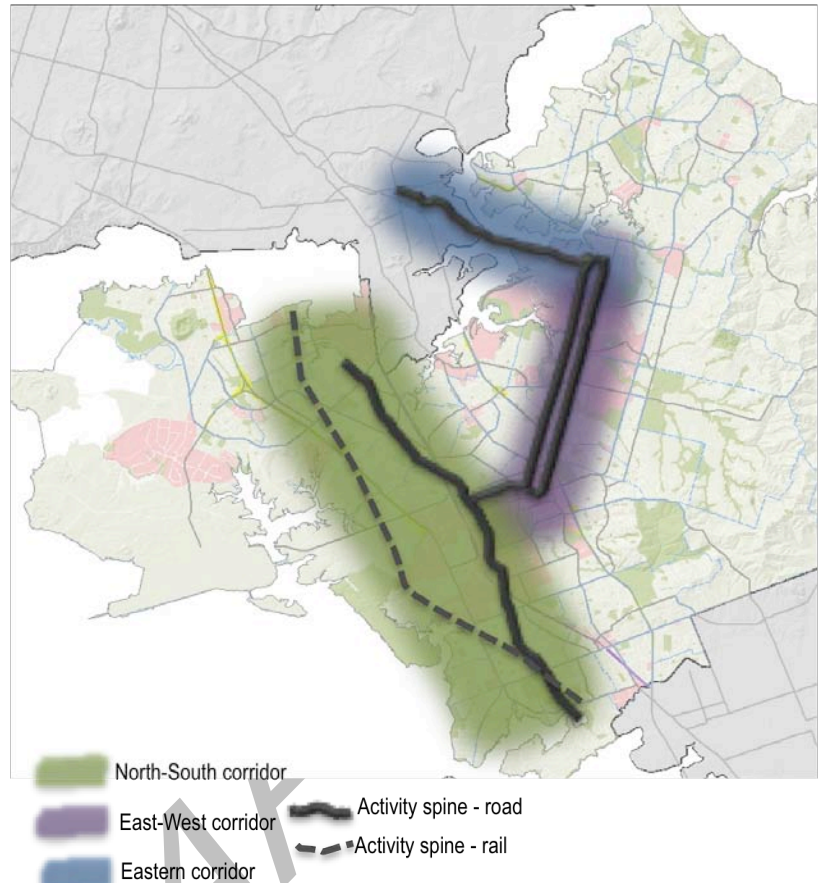 North-South corridor
East-West corridor
Eastern corridor
Activity spine - road
Activity spine - rail